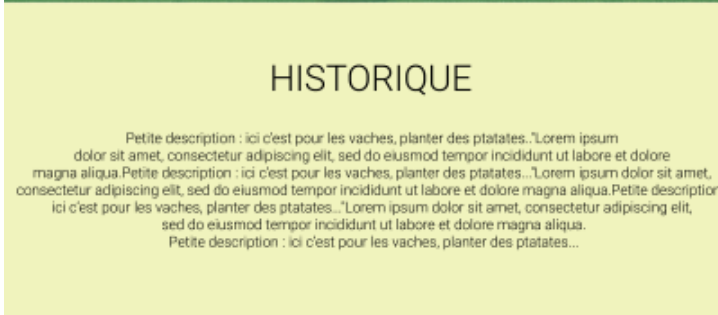 HISTORIQUE
Petite description : ici c'est pour les vaches, planter des ptatates..."Lorem ipsum
dolor sit amet, consectetur adipiscing elit, sed do eiusmod tempor incididunt ut labore et dolore
magna aliqua.Petite description : ici c'est pour les vaches, planter des ptatates..."Lorem ipsum dolor sit amet,
consectetur adipiscing elit, sed do eiusmod tempor incididunt ut labore et dolore magna aliqua.Petite description
ici c'est pour les vaches, planter des ptatates..."Lorem ipsum dolor sit amet, consectetur adipiscing elit,
sed do eiusmod tempor incididunt ut labore et dolore magna aliqua.
Petite description : ici c'est pour les vaches, planter des ptatates...